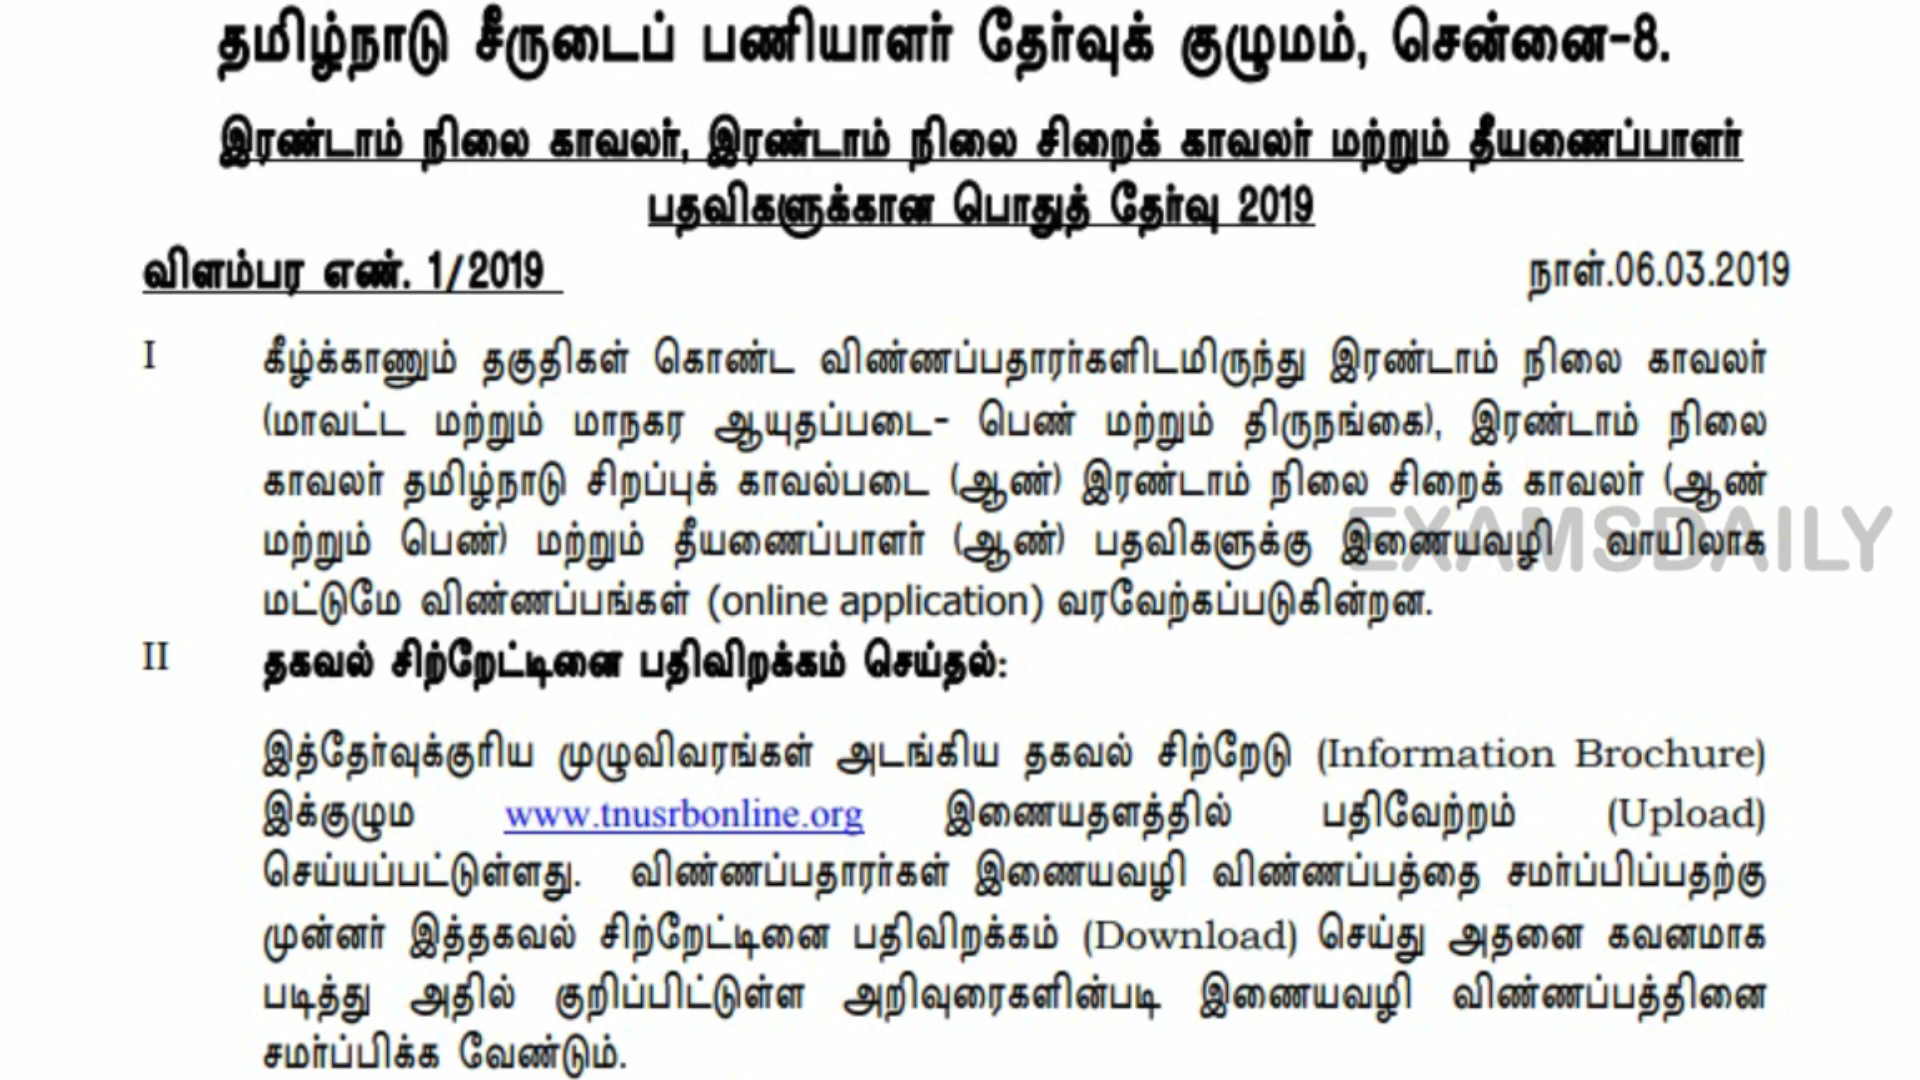 தமிழ்நாடு சீருடைப் பணியாளர் தேர்வுக் குழுமம், சென்னை-8.
இரண்டாம் நிலை காவலர், இரண்டாம் நிலை சிறைக் காவலர் மற்றும் தீயணைப்பாளர்
பதவிகளுக்கான பொதுத் தேர்வு 2019
விளம்பர எண். 1/2019 நாள்.06.03.2019
I கீழ்க்காணும் தகுதிகள் கொண்ட விண்ணப்பதாரர்களிடமிருந்து இரண்டாம் நிலை காவலர்
(மாவட்ட மற்றும் மாநகர ஆயுதப்படை- பெண் மற்றும் திருநங்கை), இரண்டாம் நிலை
காவலர் தமிழ்நாடு சிறப்புக் காவல்படை (ஆண்) இரண்டாம் நிலை சிறைக் காவலர் (ஆண்
மற்றும் பெண்) மற்றும் தீயணைப்பாளர் (ஆண்) பதவிகளுக்கு இணையவழி வாயிலாக
EXAMSDAILY
மட்டுமே விண்ணப்பங்கள் (online application) வரவேற்கப்படுகின்றன.
II தகவல் சிற்றேட்டினை பதிவிறக்கம் செய்தல்:
இத்தேர்வுக்குரிய முழுவிவரங்கள் அடங்கிய தகவல் சிற்றேடு (Information Brochure)
இக்குழும www.tnusrbonline.org இணையதளத்தில் பதிவேற்றம் (Upload)
செய்யப்பட்டுள்ளது. விண்ணப்பதாரர்கள் இணையவழி விண்ணப்பத்தை சமர்ப்பிப்பதற்கு
முன்னர் இத்தகவல் சிற்றேட்டினை பதிவிறக்கம் (Download) செய்து அதனை கவனமாக
படித்து அதில் குறிப்பிட்டுள்ள அறிவுரைகளின்படி இணையவழி விண்ணப்பத்தினை
சமர்ப்பிக்க வேண்டும்.